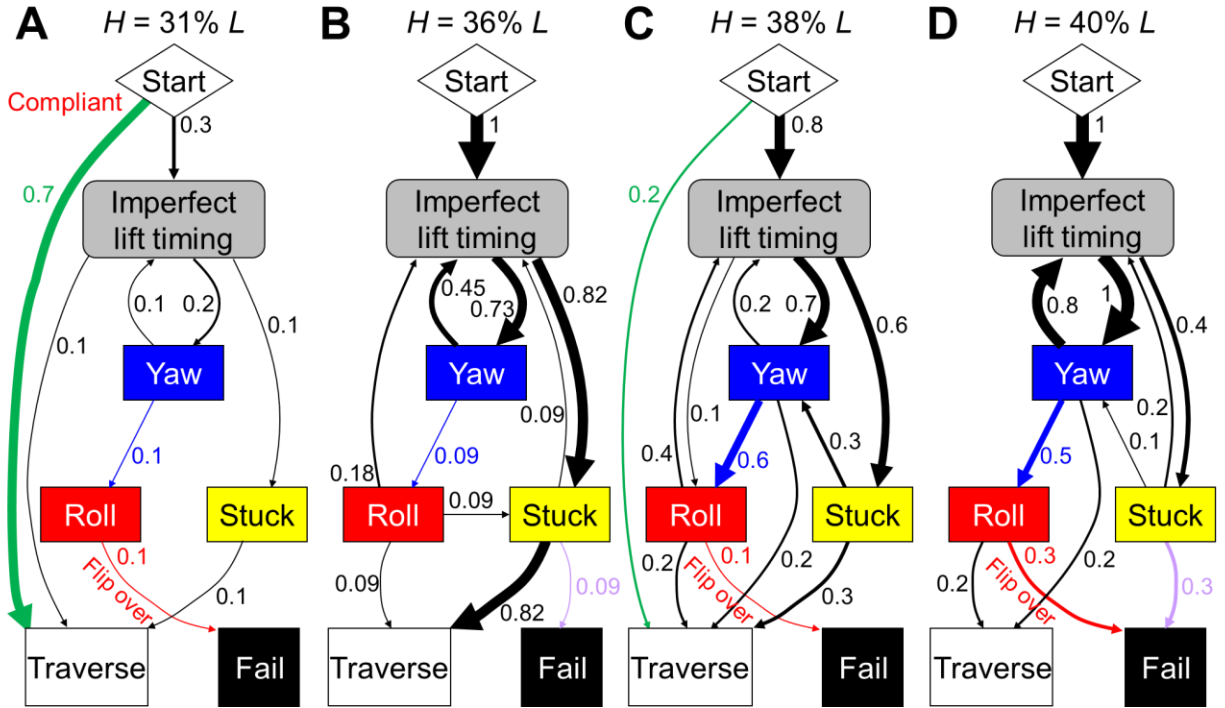 A H = 31% L
Start
Compliant
0.3
0.7
Imperfect
lift timing
0.1
0.2
0.1
0.1
Yaw
0.1
Roll
Stuck
0.1
Flip over
0.1
Traverse
Fail
B H = 36% L
Start
1
Imperfect
lift timing
0.45
0.73
0.82
Yaw
0.09
0.09
0.18
Roll
0.09
Stuck
0.09
0.82
0.09
Traverse
Fail
C H = 38% L
Start
0.8
0.2
Imperfect
lift timing
0.2
0.7
0.6
Yaw
0.1
0.4
0.6
0.3
Roll
Stuck
0.2
0.1
Flip over
0.2
0.3
Traverse
Fail
D H = 40% L
Start
1
Imperfect
lift timing
0.8
1
0.4
Yaw
0.2
0.1
0.5
Roll
Stuck
0.2
0.3
Flip over
0.2
0.3
Traverse
Fail